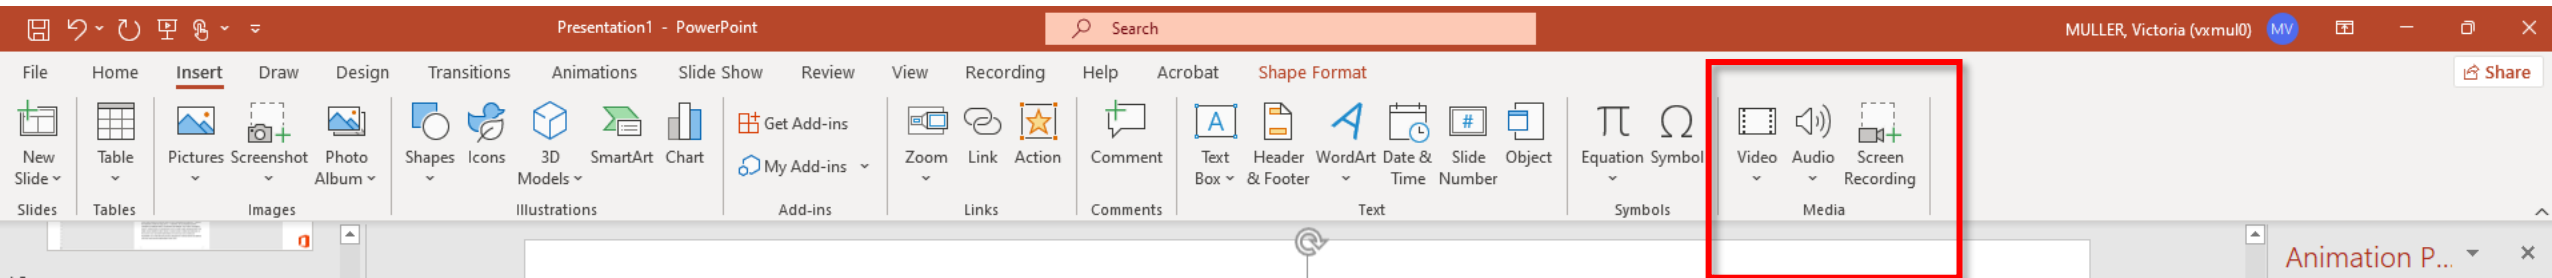 Presentation1 - PowerPoint
Search
MULLER, Victoria (vxmul0) MV
File Home Insert Draw Design Transitions Animations Slide Show Review View Recording Help Acrobat Shape Format
Share
New Slide
Table
Pictures
Screenshot
Photo Album
Shapes
Icons
3D Models
SmartArt
Chart
Get Add-ins
My Add-ins
Zoom
Link
Action
Comment
Text Box
Header & Footer
WordArt
Date & Time
Slide Number
Object
Equation
Symbol
Video
Audio
Screen Recording
Slides Tables Images Illustrations Add-ins Links Comments Text Symbols Media
Animation P...